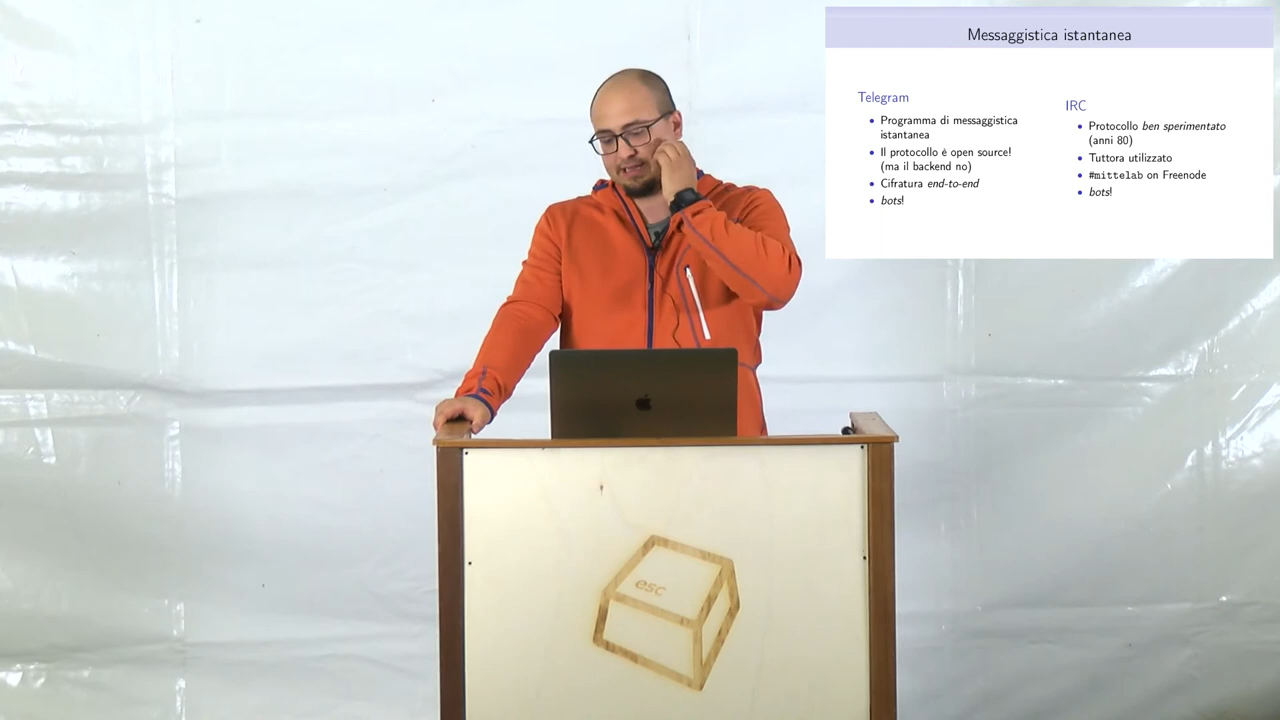 Messaggistica istantanea
Telegram
Programma di messaggistica
istantanea
Il protocollo è open source!
(ma il backend no)
Cifratura end-to-end
bots!
IRC
Protocollo ben sperimentato
(anni 80)
Tuttora utilizzato
#mittelab on Freenode
bots!
esc